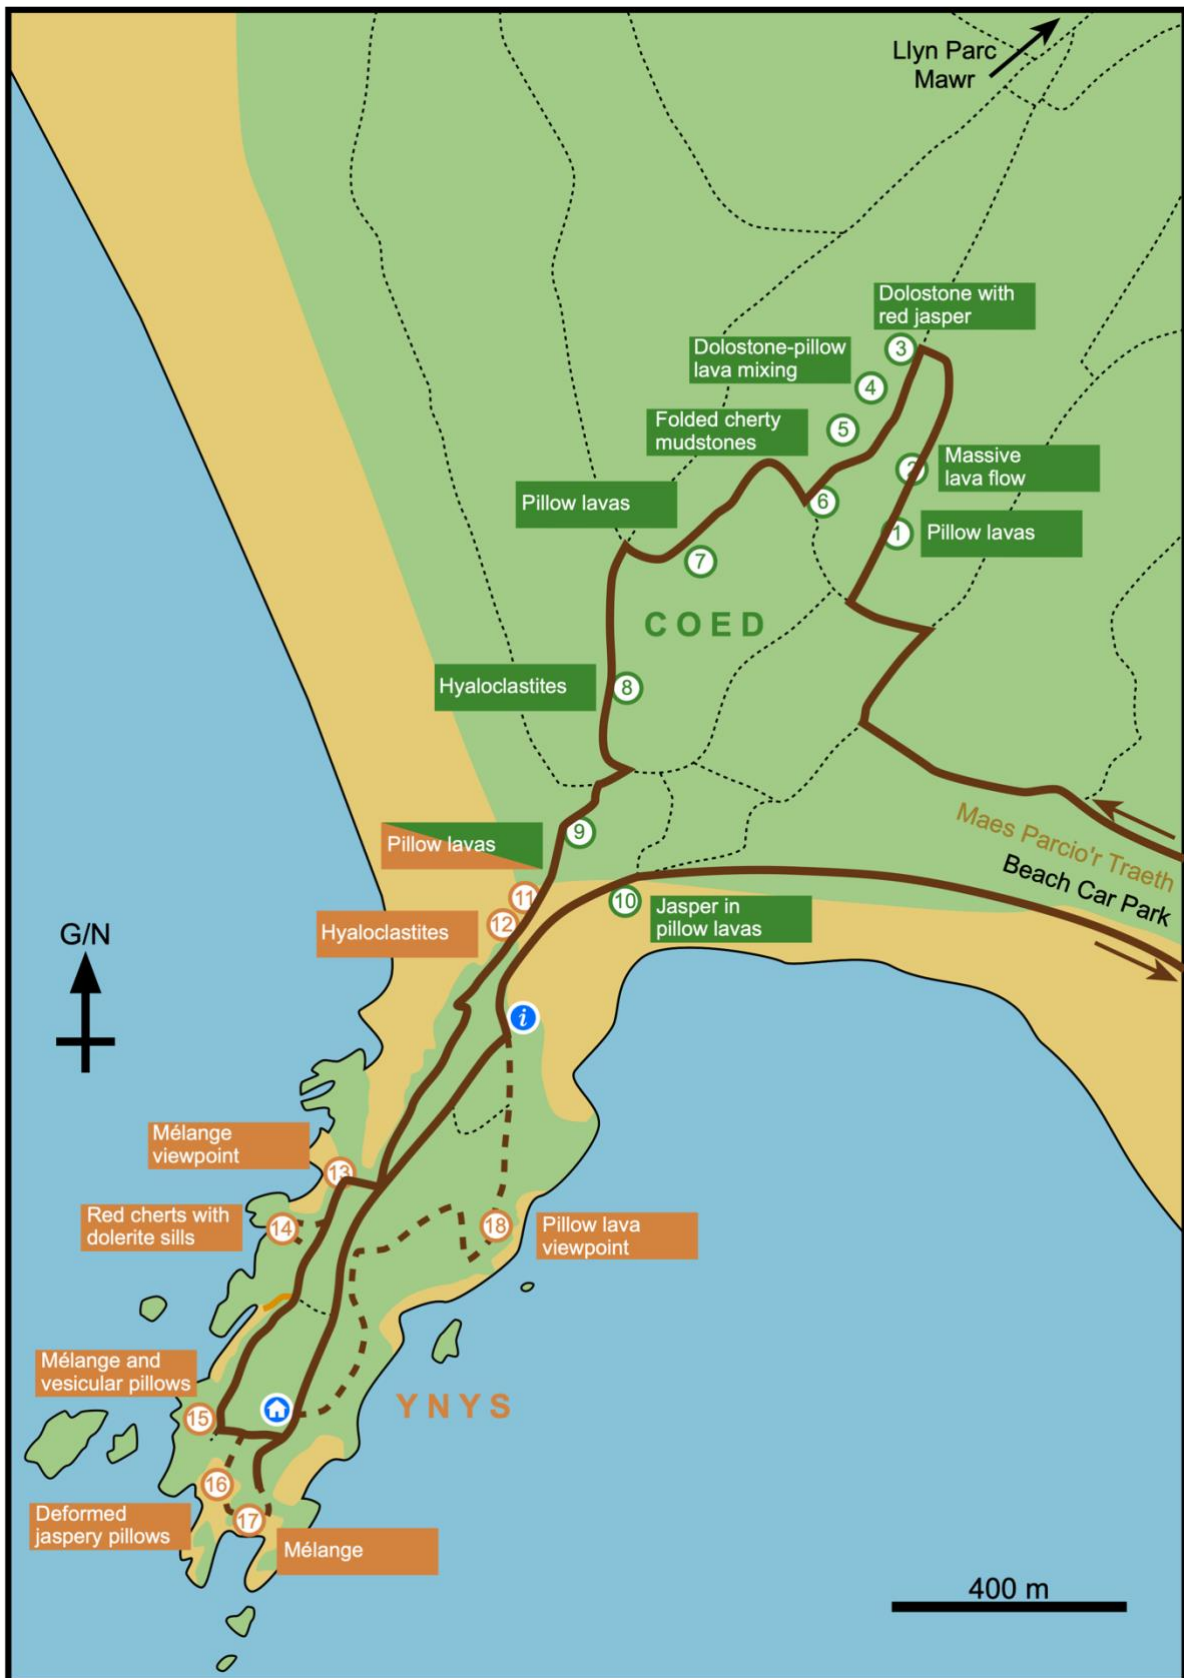 Llyn Parc
Mawr
Dolostone with
red jasper
3
Dolostone-pillow
lava mixing
4
Folded cherty
mudstones
5
Massive
lava flow
2
Pillow lavas
6
1
Pillow lavas
7
COED
Hyaloclastites
8
Maes Parcio'r Traeth
Beach Car Park
Pillow lavas
9
11
10
Jasper in
pillow lavas
Hyaloclastites
12
G/N
i
Mélange
viewpoint
13
Red cherts with
dolerite sills
14
18
Pillow lava
viewpoint
Mélange and
vesicular pillows
15
YNYS
16
Deformed
jaspery pillows
17
Mélange
400 m